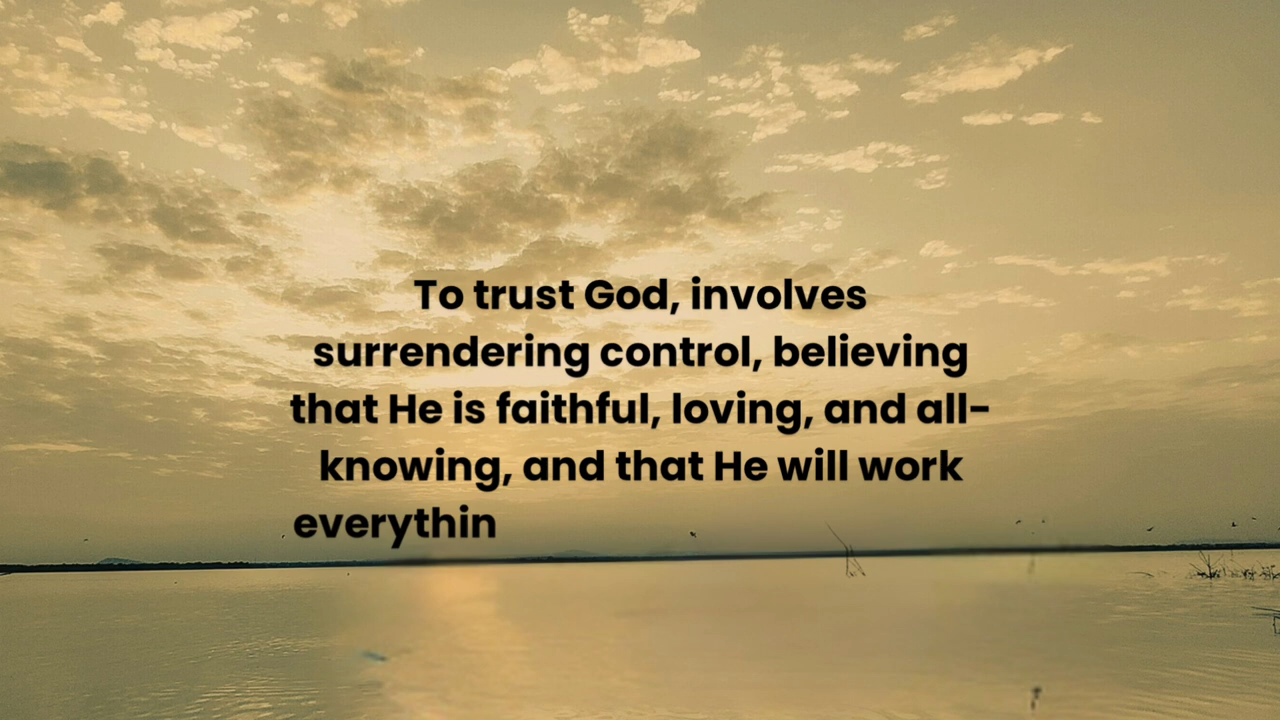 To trust God, involves
surrendering control, believing
that He is faithful, loving, and all-
knowing, and that He will work
everythin